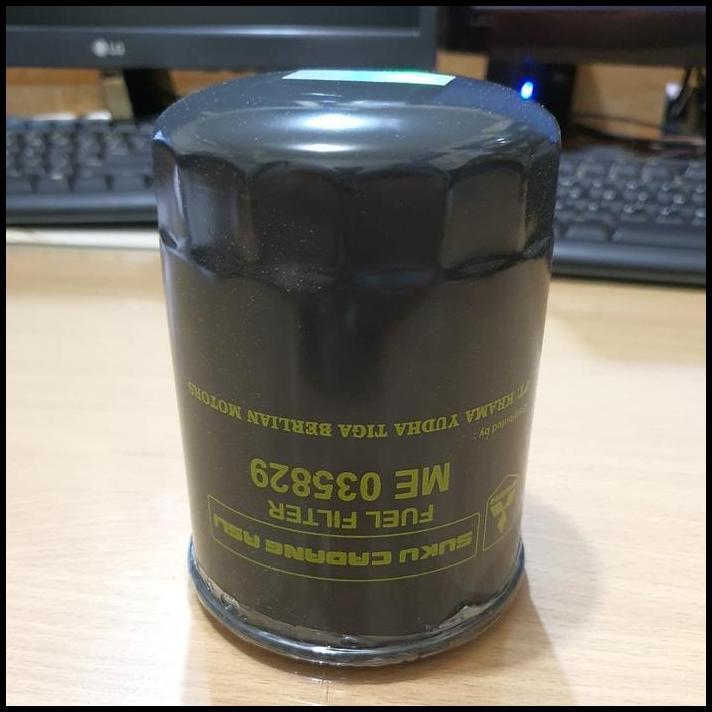 LG
SUKU CADANG ASLI
FUEL FILTER
ME 035829
Distributed by :
PT. KRAMA YUDHA TIGA BERLIAN MOTORS